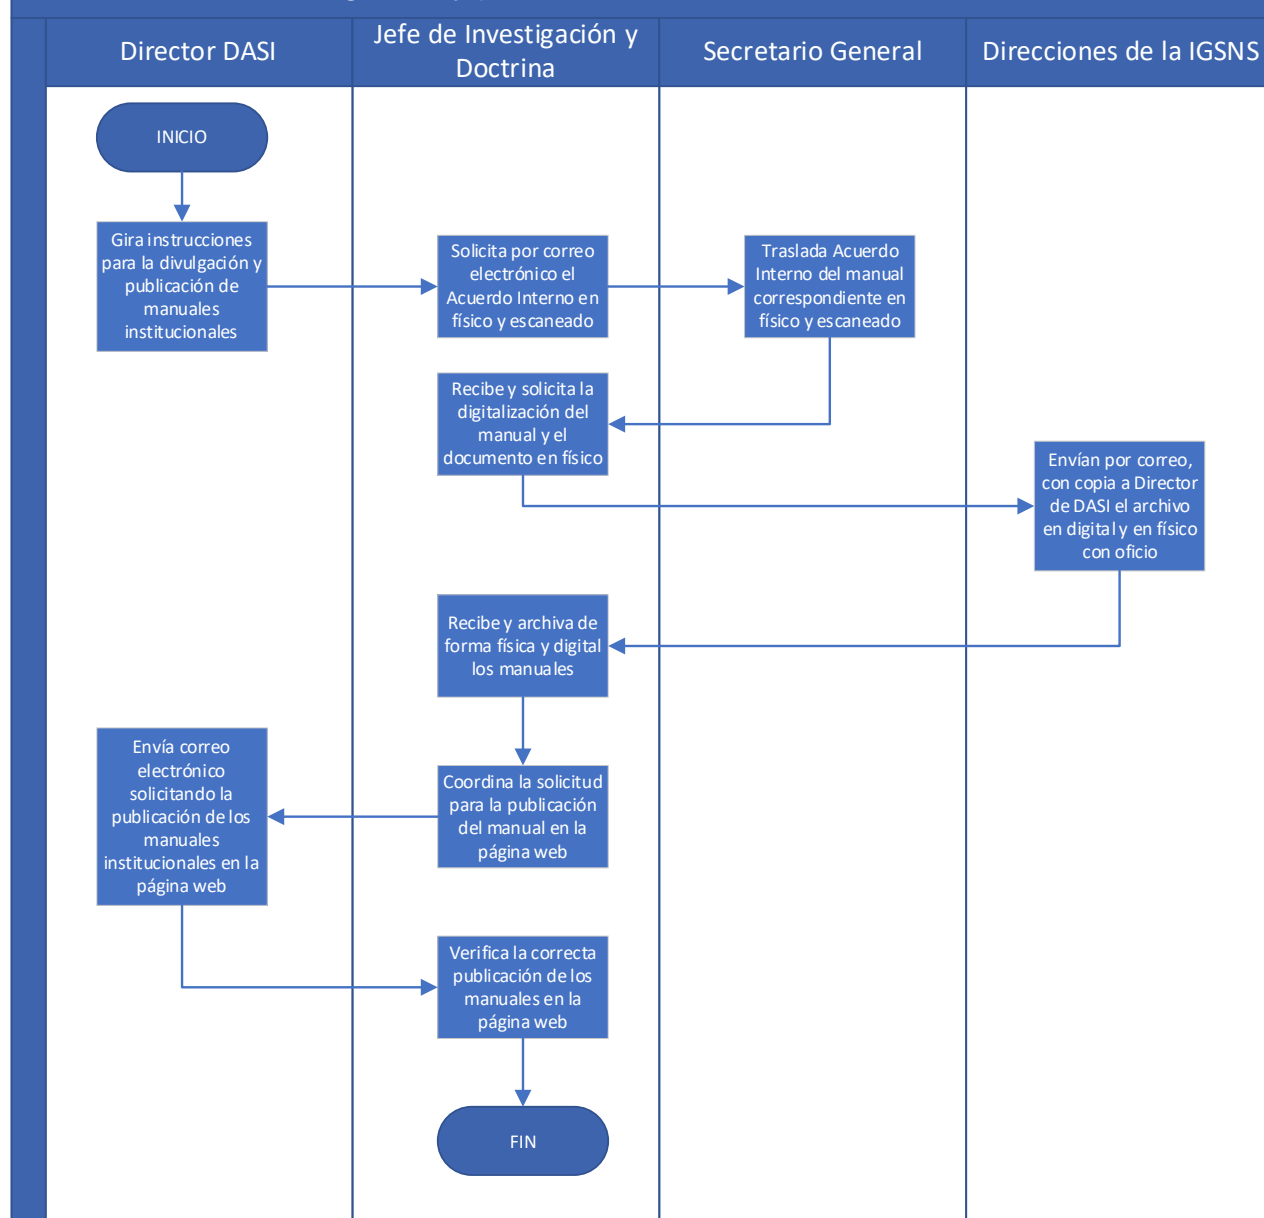 Director DASI
Jefe de Investigación y
Doctrina
Secretario General
Direcciones de la IGSNS
INICIO
Gira instrucciones
para la divulgación y
publicación de
manuales
institucionales
Solicita por correo
electrónico el
Acuerdo Interno en
físico y escaneado
Traslada Acuerdo
Interno del manual
correspondiente en
físico y escaneado
Recibe y solicita la
digitalización del
manual y el
documento en físico
Envían por correo,
con copia a Director
de DASI el archivo
en digital y en físico
con oficio
Recibe y archiva de
forma física y digital
los manuales
Coordina la solicitud
para la publicación
del manual en la
página web
Envía correo
electrónico
solicitando la
publicación de los
manuales
institucionales en la
página web
Verifica la correcta
publicación de los
manuales en la
página web
FIN